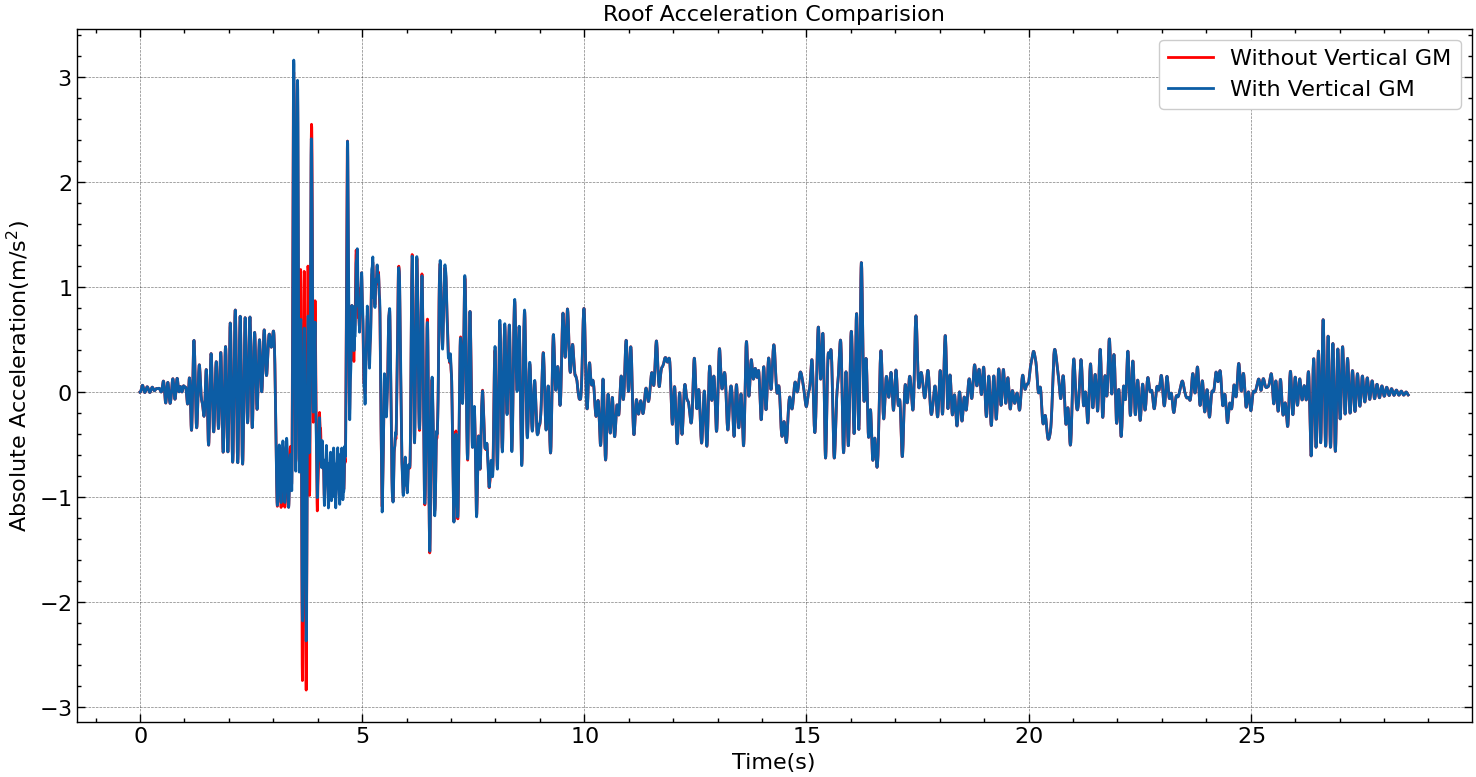 Roof Acceleration Comparision
Without Vertical GM
With Vertical GM
Absolute Acceleration(m/s²)
3
2
1
0
−1
−2
−3
0 5 10 15 20 25
Time(s)